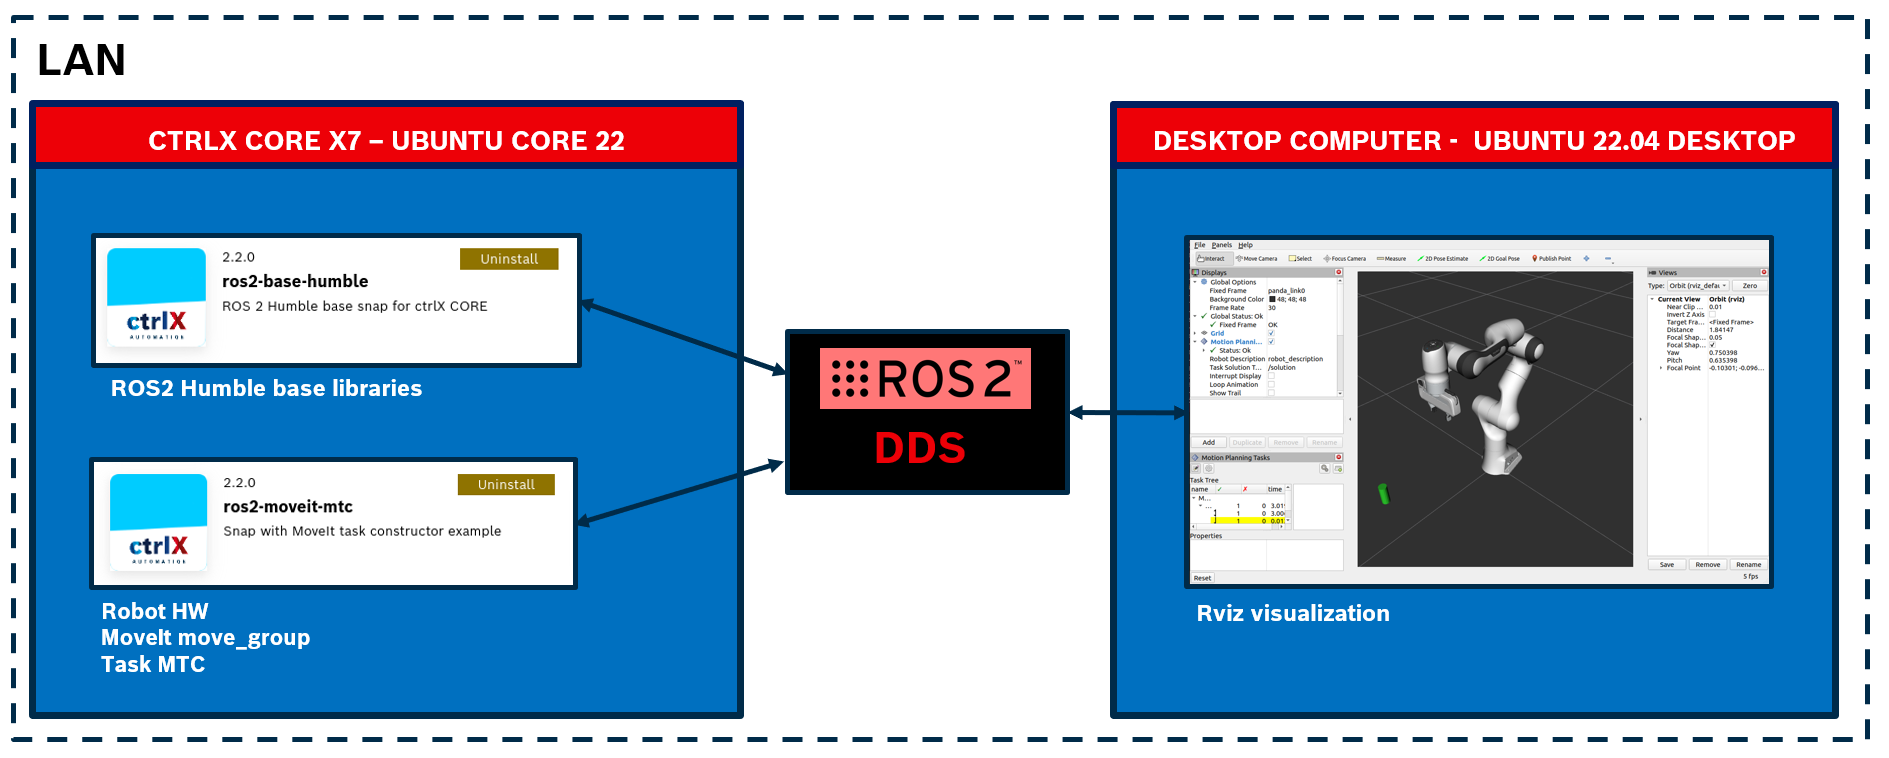 LAN
CTRLX CORE X7 – UBUNTU CORE 22
2.2.0
Uninstall
ros2-base-humble
ROS 2 Humble base snap for ctrlX CORE
ctrlX
AUTOMATION
ROS2 Humble base libraries
2.2.0
Uninstall
ros2-moveit-mtc
Snap with MoveIt task constructor example
ctrlX
AUTOMATION
Robot HW
MoveIt move_group
Task MTC
ROS 2™
DDS
DESKTOP COMPUTER - UBUNTU 22.04 DESKTOP
File Panels Help
Interact Move Camera Select Focus Camera Measure 2D Pose Estimate 2D Goal Pose Publish Point
Displays
Global Options
Fixed Frame panda_link0
Background Color 48; 48; 48
Frame Rate 30
Global Status: Ok
Fixed Frame OK
Grid
Motion Planni...
Status: Ok
Robot Description robot_description
Task Solution T... /solution
Interrupt Display
Loop Animation
Show Trail
Add Duplicate Remove Rename
Motion Planning Tasks
Task Tree
name ✓ ✗ time
M...
... 1 0 3.01
1 0 3.00
1 0 0.01
Properties
Reset
Views
Type: Orbit (rviz_defau Zero
Current View Orbit (rviz)
Near Clip ... 0.01
Invert Z Axis
Target Fra... <Fixed Frame>
Distance 1.84147
Focal Shap... 0.05
Focal Shap...
Yaw 0.750398
Pitch 0.635398
Focal Point -0.10301; -0.096...
Save Remove Rename
5 fps
Rviz visualization